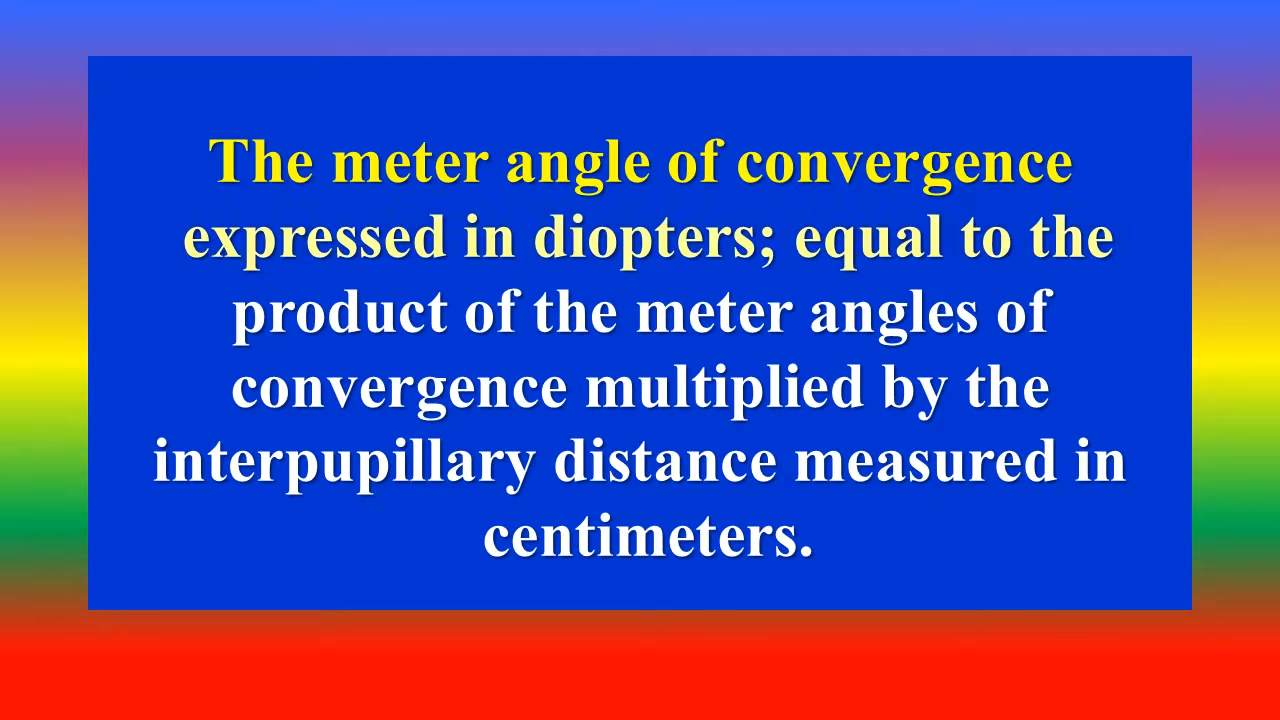 The meter angle of convergence
expressed in diopters; equal to the
product of the meter angles of
convergence multiplied by the
interpupillary distance measured in
centimeters.